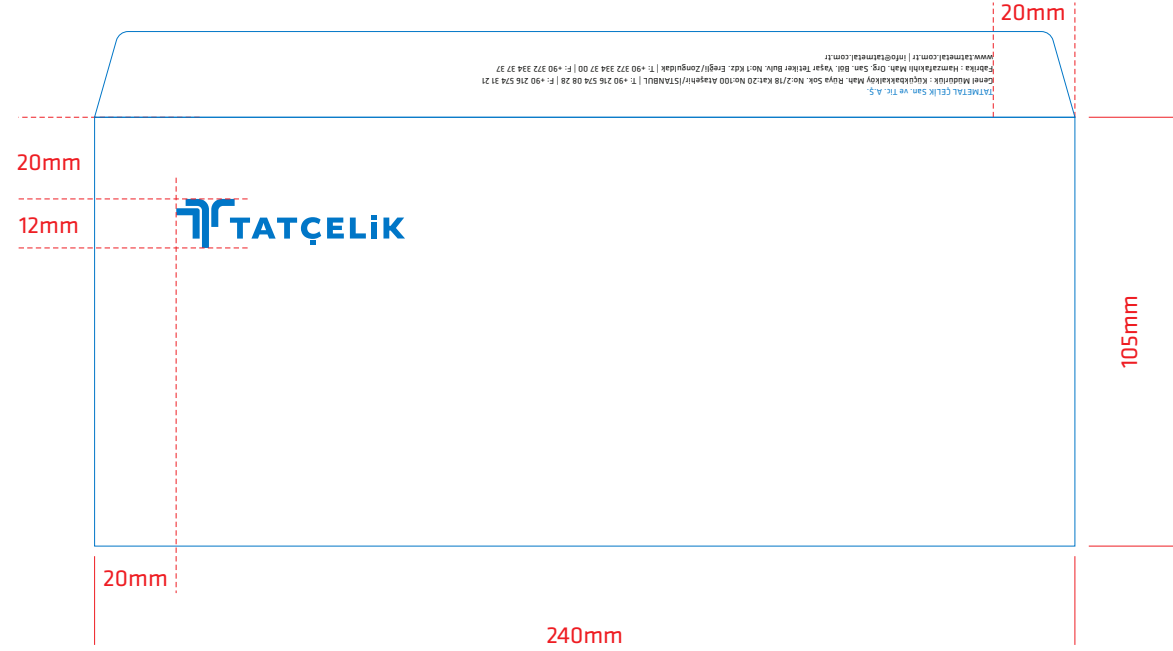 20mm
TATMETAL ÇELİK San. ve Tic. A.Ş.
Genel Müdürlük : Küçükbakkalköy Mah. Rüya Sok. No:2/18 Kat:20 No:100 Ataşehir/İSTANBUL | T: +90 216 574 08 28 | F: +90 216 574 31 21
Fabrika : Hamzafakıhlı Mah. Org. San. Böl. Yaşar Tetiker Bulv. No:1 Kdz. Ereğli/Zonguldak | T: +90 372 334 37 00 | F: +90 372 334 37 37
www.tatmetal.com.tr | info@tatmetal.com.tr
20mm
12mm
TATÇELİK
105mm
20mm
240mm